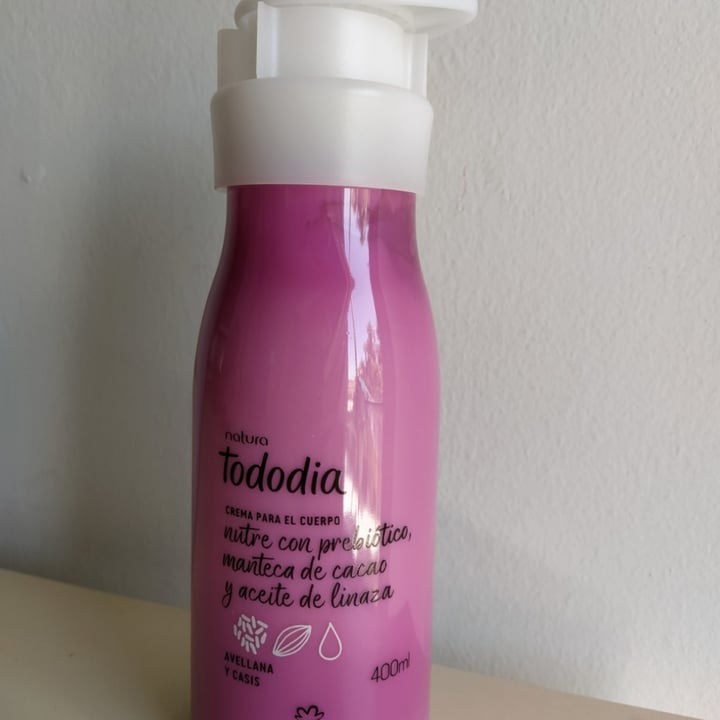 natura
tododia
CREMA PARA EL CUERPO
nutre con prebiótico,
manteca de cacao
y aceite de linaza
AVELLANA
Y CASIS
400ml